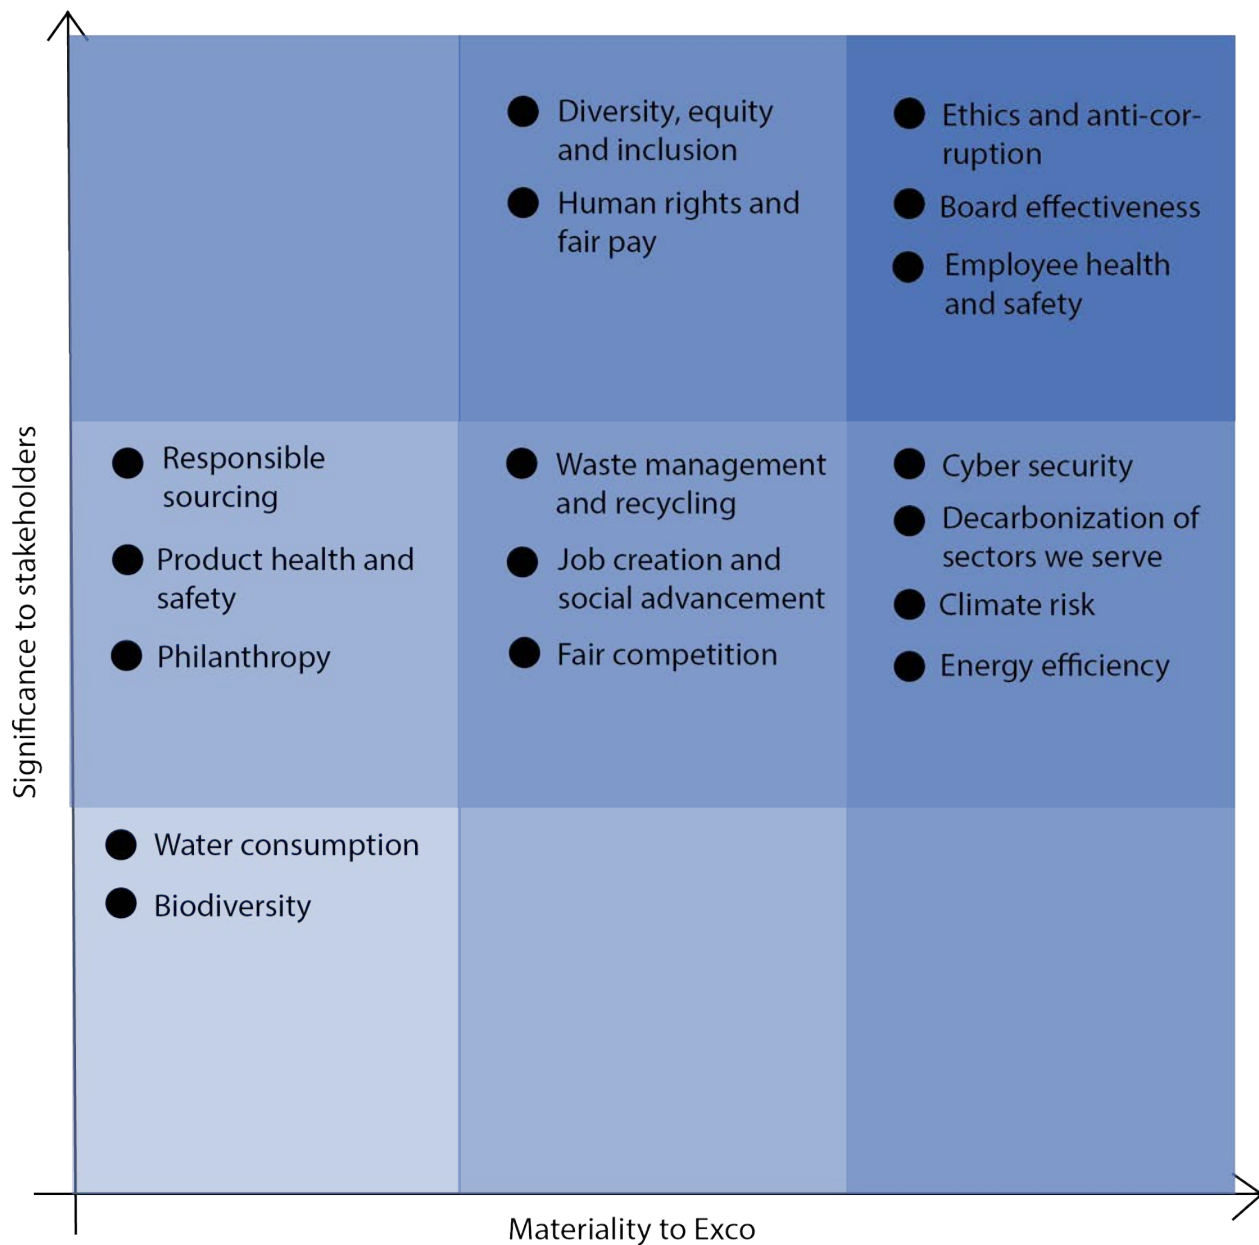 Diversity, equity
and inclusion
Human rights and
fair pay
Ethics and anti-cor-
ruption
Board effectiveness
Employee health
and safety
Responsible
sourcing
Product health and
safety
Philanthropy
Waste management
and recycling
Job creation and
social advancement
Fair competition
Cyber security
Decarbonization of
sectors we serve
Climate risk
Energy efficiency
Water consumption
Biodiversity
Significance to stakeholders
Materiality to Exco